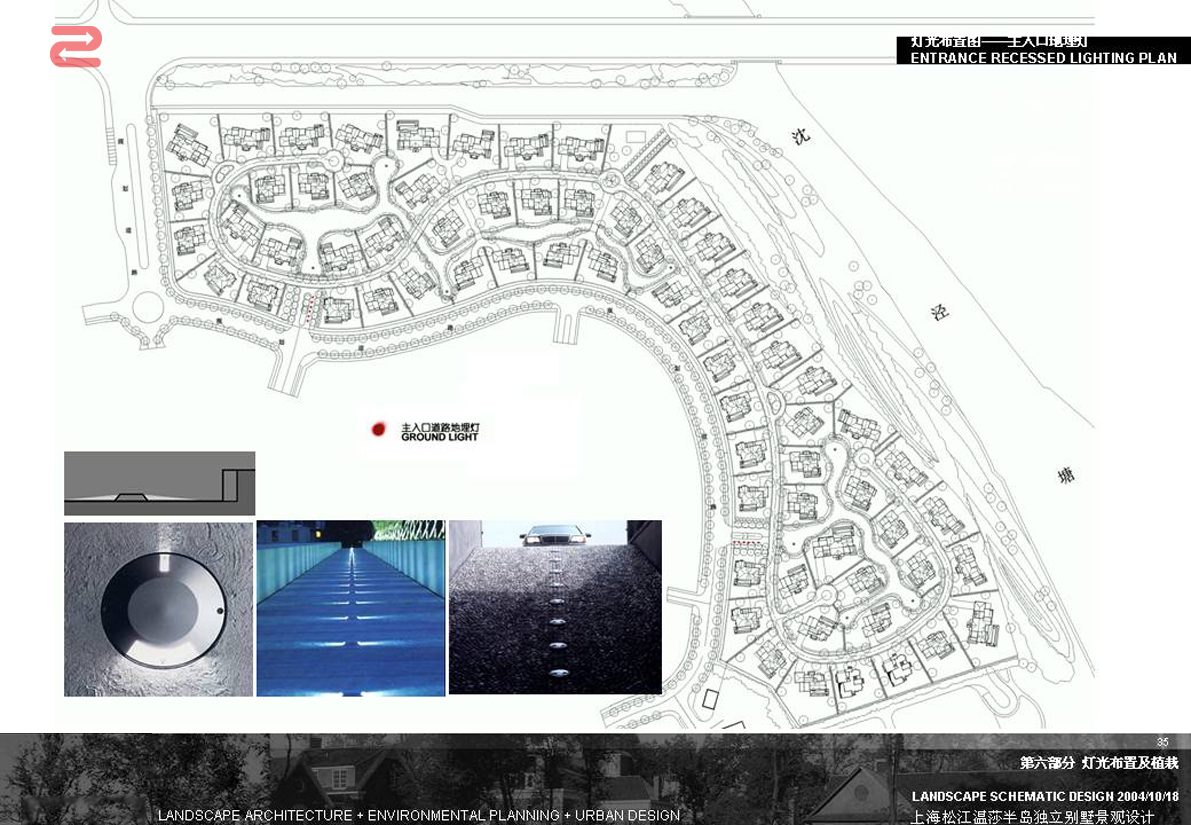 灯光布置图——主入口地埋灯
ENTRANCE RECESSED LIGHTING PLAN
沈
泾
塘
主入口道路地埋灯
GROUND LIGHT
35
第六部分 灯光布置及植栽
LANDSCAPE SCHEMATIC DESIGN 2004/10/18
LANDSCAPE ARCHITECTURE + ENVIRONMENTAL PLANNING + URBAN DESIGN
上海松江温莎半岛独立别墅景观设计